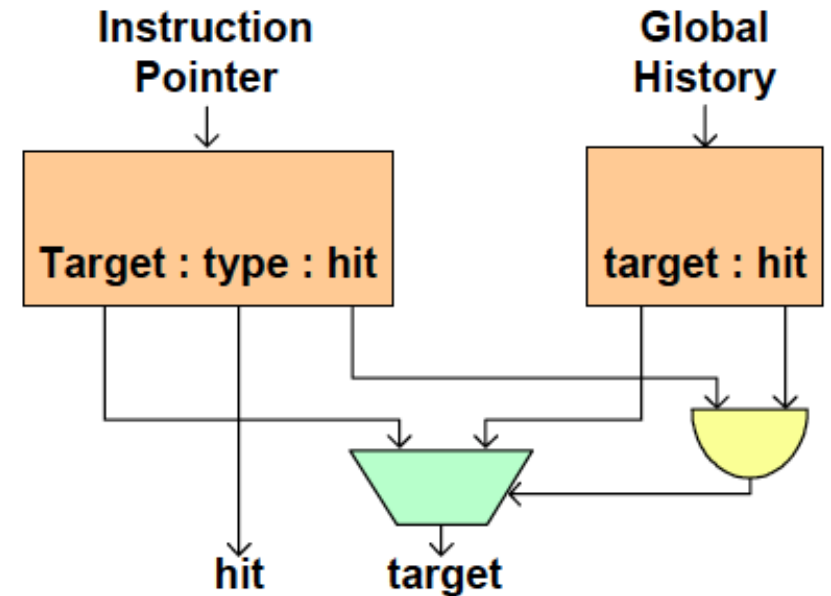 Instruction
Pointer
Global
History
Target : type : hit
target : hit
hit
target